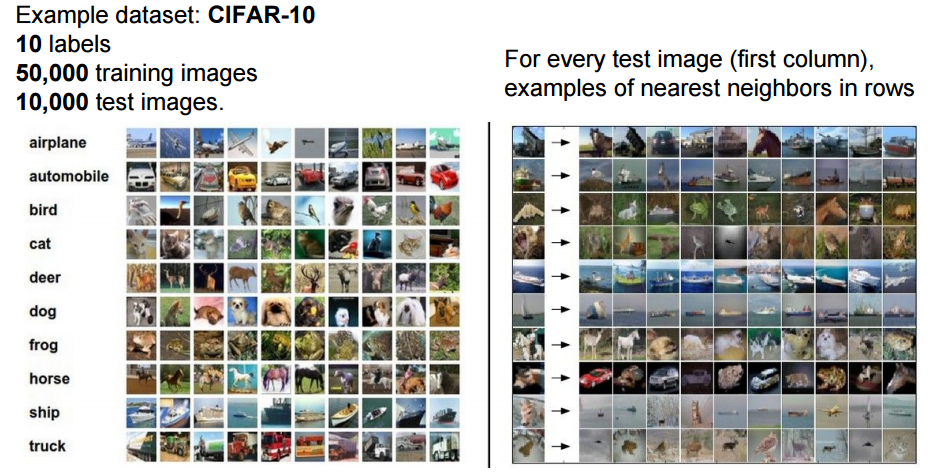 Example dataset: CIFAR-10
10 labels
50,000 training images
10,000 test images.
airplane
automobile
bird
cat
deer
dog
frog
horse
ship
truck
For every test image (first column),
examples of nearest neighbors in rows